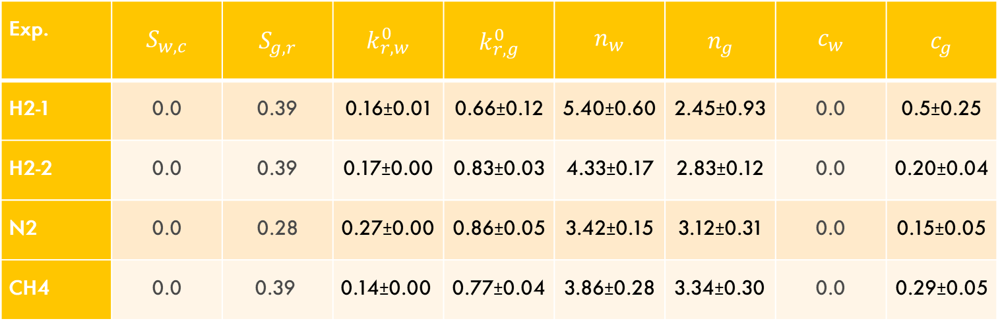 Exp. S_{w,c} S_{g,r} k^0_{r,w} k^0_{r,g} n_w n_g c_w c_g
H2-1 0.0 0.39 0.16±0.01 0.66±0.12 5.40±0.60 2.45±0.93 0.0 0.5±0.25
H2-2 0.0 0.39 0.17±0.00 0.83±0.03 4.33±0.17 2.83±0.12 0.0 0.20±0.04
N2 0.0 0.28 0.27±0.00 0.86±0.05 3.42±0.15 3.12±0.31 0.0 0.15±0.05
CH4 0.0 0.39 0.14±0.00 0.77±0.04 3.86±0.28 3.34±0.30 0.0 0.29±0.05